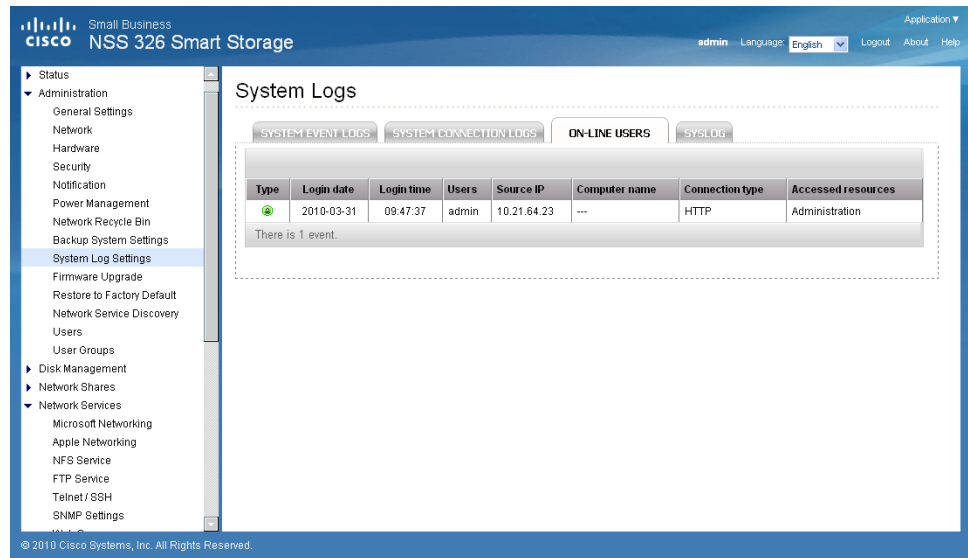 Small Business
CISCO NSS 326 Smart Storage
Application ▼
admin Language: English Logout About Help
Status
Administration
General Settings
Network
Hardware
Security
Notification
Power Management
Network Recycle Bin
Backup System Settings
System Log Settings
Firmware Upgrade
Restore to Factory Default
Network Service Discovery
Users
User Groups
Disk Management
Network Shares
Network Services
Microsoft Networking
Apple Networking
NFS Service
FTP Service
Telnet / SSH
SNMP Settings
System Logs
SYSTEM EVENT LOGS SYSTEM CONNECTION LOGS ON-LINE USERS SYSLOG
Type Login date Login time Users Source IP Computer name Connection type Accessed resources
2010-03-31 09:47:37 admin 10.21.64.23 --- HTTP Administration
There is 1 event.
© 2010 Cisco Systems, Inc. All Rights Reserved.